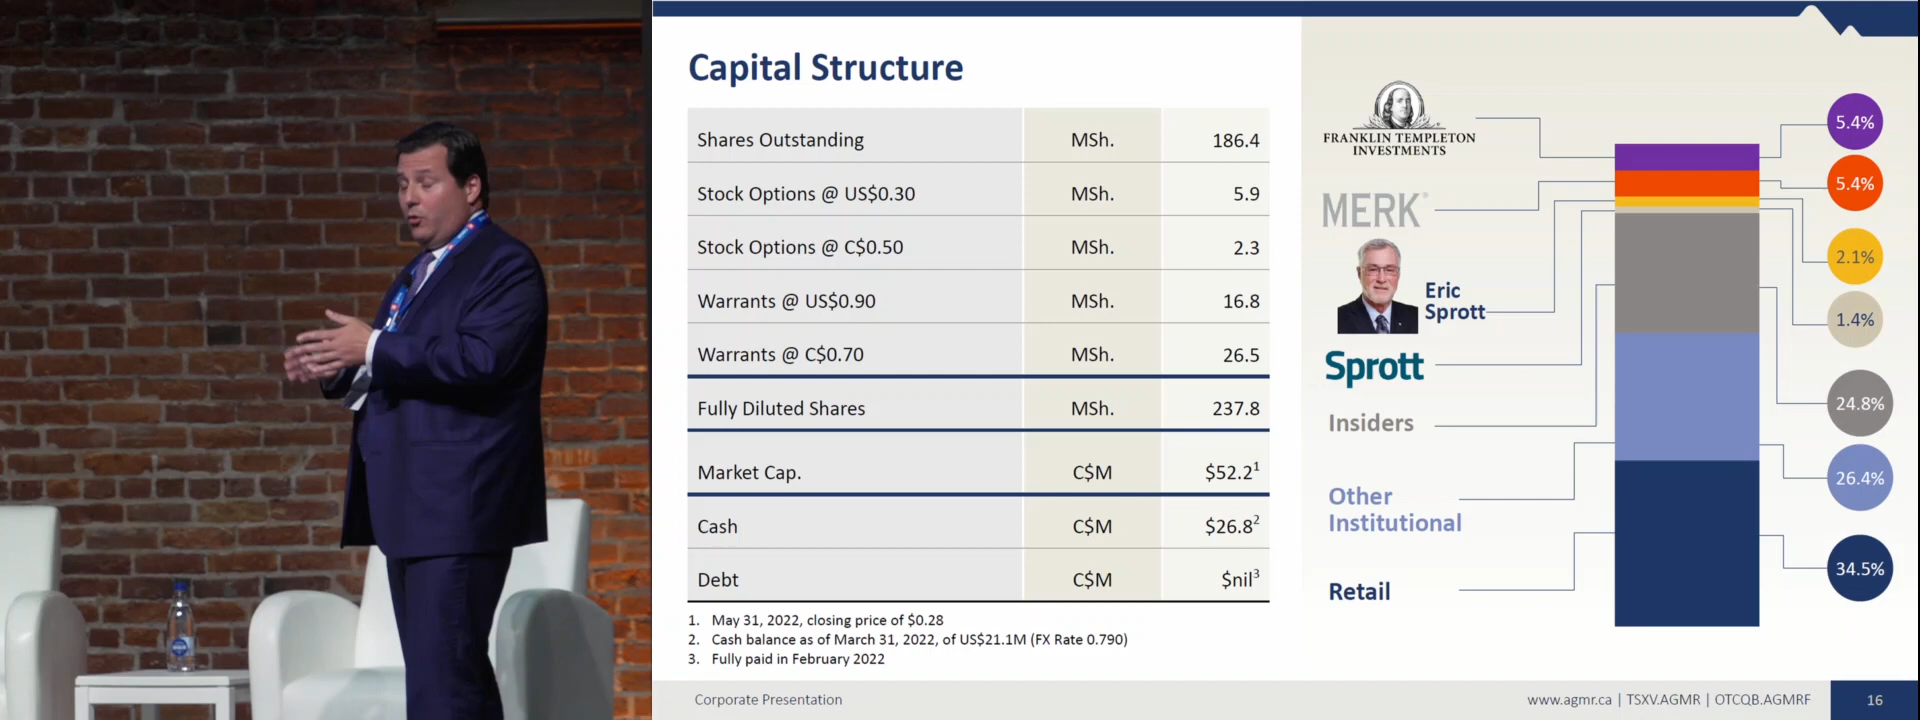 Capital Structure
Shares Outstanding MSh. 186.4
Stock Options @ US$0.30 MSh. 5.9
Stock Options @ C$0.50 MSh. 2.3
Warrants @ US$0.90 MSh. 16.8
Warrants @ C$0.70 MSh. 26.5
Fully Diluted Shares MSh. 237.8
Market Cap. C$M $52.2¹
Cash C$M $26.8²
Debt C$M $nil³
1. May 31, 2022, closing price of $0.28
2. Cash balance as of March 31, 2022, of US$21.1M (FX Rate 0.790)
3. Fully paid in February 2022
FRANKLIN TEMPLETON
INVESTMENTS
MERK®
Eric
Sprott
Sprott
Insiders
Other
Institutional
Retail
5.4%
5.4%
2.1%
1.4%
24.8%
26.4%
34.5%
Corporate Presentation
www.agmr.ca | TSXV.AGMR | OTCQB.AGMRF
16